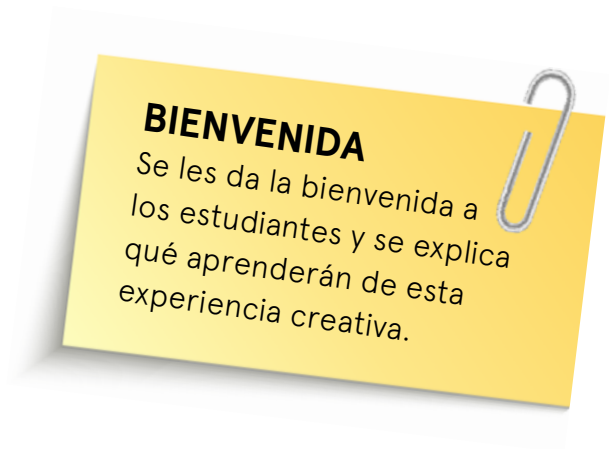 BIENVENIDA
Se les da la bienvenida a
los estudiantes y se explica
qué aprenderán de esta
experiencia creativa.